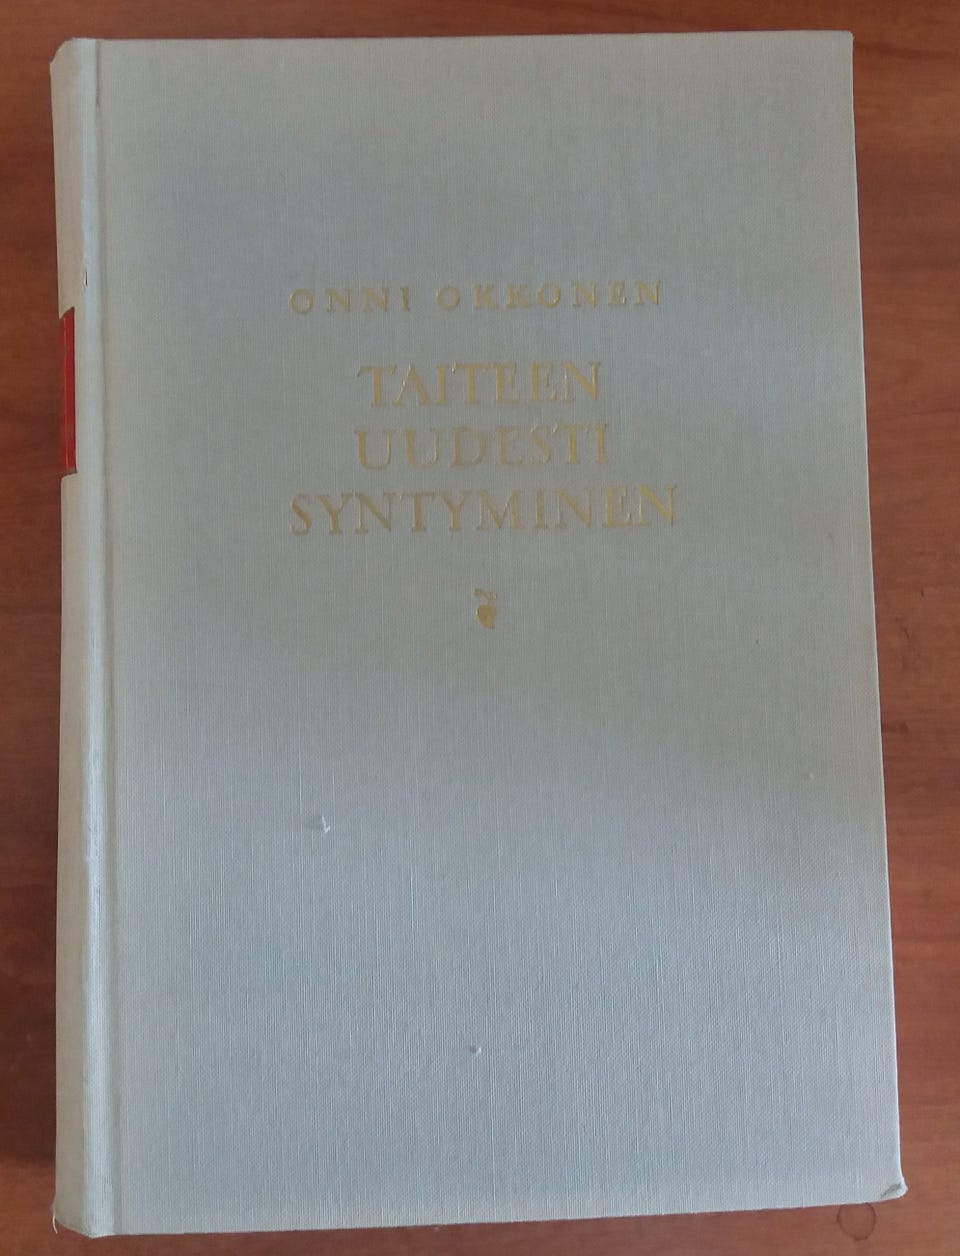 ONNI OKKONEN
TAITEEN
UUDESTI
SYNTYMINEN